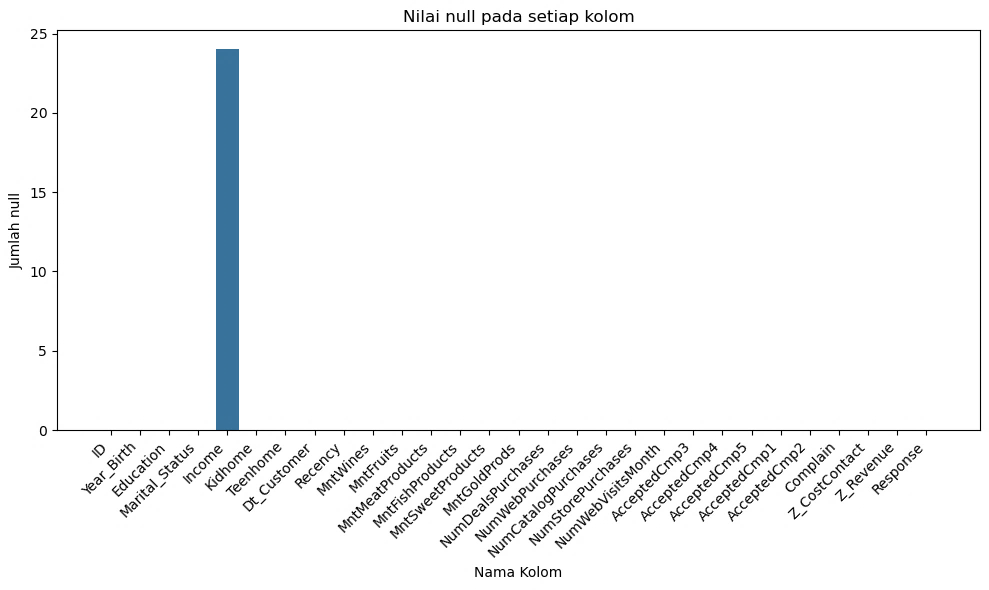 Nilai null pada setiap kolom
25
20
15
10
5
0
Jumlah null
ID
Year_Birth
Education
Marital_Status
Income
Kidhome
Teenhome
Dt_Customer
Recency
MntWines
MntFruits
MntMeatProducts
MntFishProducts
MntSweetProducts
MntGoldProds
NumDealsPurchases
NumWebPurchases
NumCatalogPurchases
NumStorePurchases
NumWebVisitsMonth
AcceptedCmp3
AcceptedCmp4
AcceptedCmp5
AcceptedCmp1
AcceptedCmp2
Complain
Z_CostContact
Z_Revenue
Response
Nama Kolom